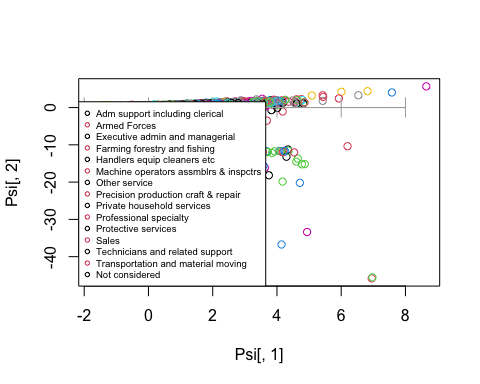 Adm support including clerical
Armed Forces
Executive admin and managerial
Farming forestry and fishing
Handlers equip cleaners etc
Machine operators assmblrs & inspctrs
Other service
Precision production craft & repair
Private household services
Professional specialty
Protective services
Sales
Technicians and related support
Transportation and material moving
Not considered
0
-10
-20
-30
-40
Psi[, 2]
-2 0 2 4 6 8
Psi[, 1]